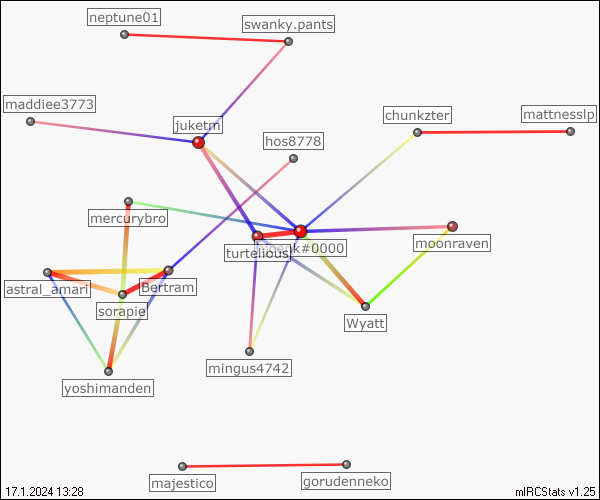 neptune01
swanky.pants
maddiee3773
chunkzter
mattnesslp
juketm
hos8778
mercurybro
moonraven
turtelious
#0000
astral_amari
Bertram
sorapie
Wyatt
mingus4742
yoshimanden
majestico
gorudenneko
17.1.2024 13:28
mIRCStats v1.25